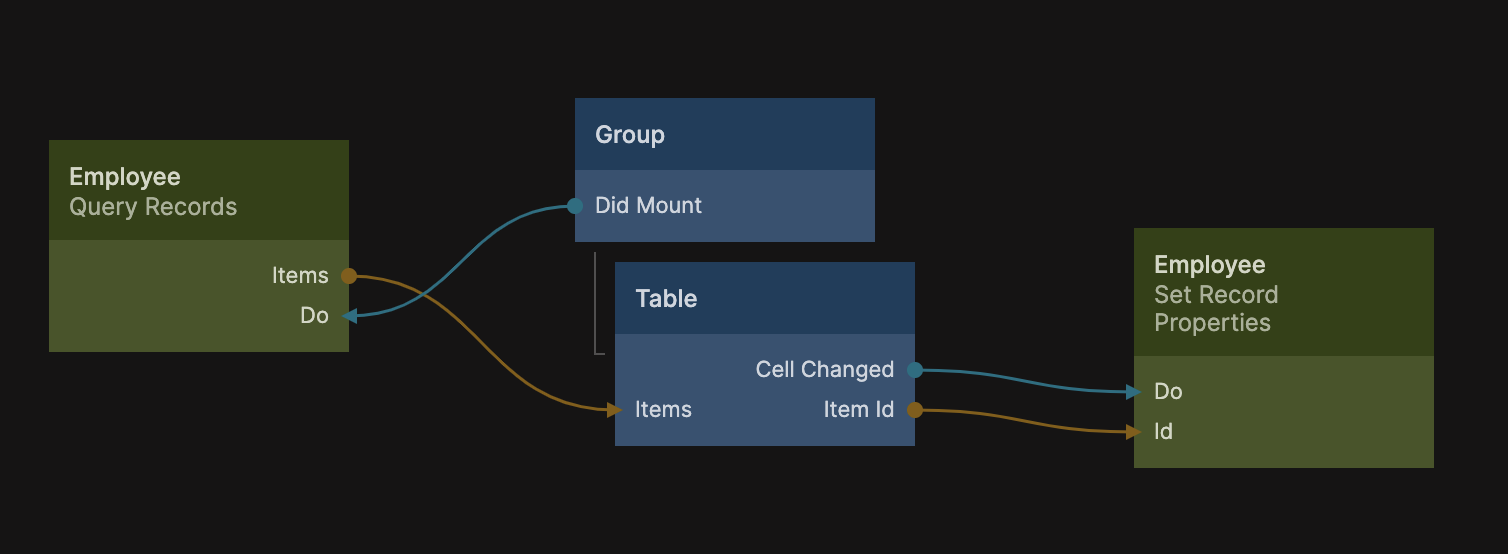 Employee
Query Records
Items
Do
Group
Did Mount
Table
Cell Changed
Items Item Id
Employee
Set Record
Properties
Do
Id